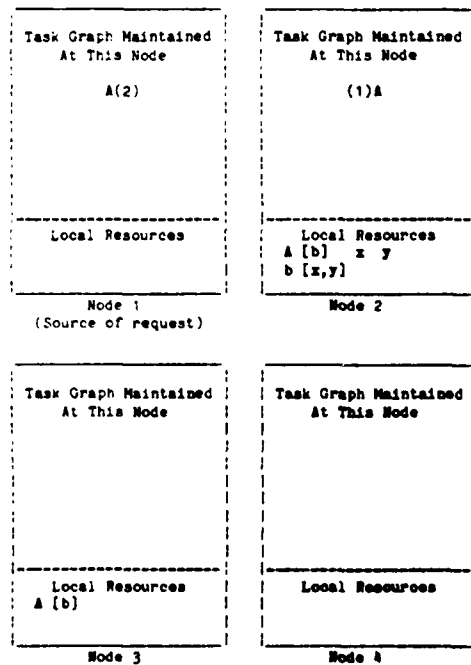 Task Graph Maintained
At This Node
A(2)
Local Resources
Node 1
(Source of request)
Task Graph Maintained
At This Node
(1)A
Local Resources
A [b] x y
b [x,y]
Node 2
Task Graph Maintained
At This Node
Local Resources
A [b]
Node 3
Task Graph Maintained
At This Node
Local Resources
Node 4